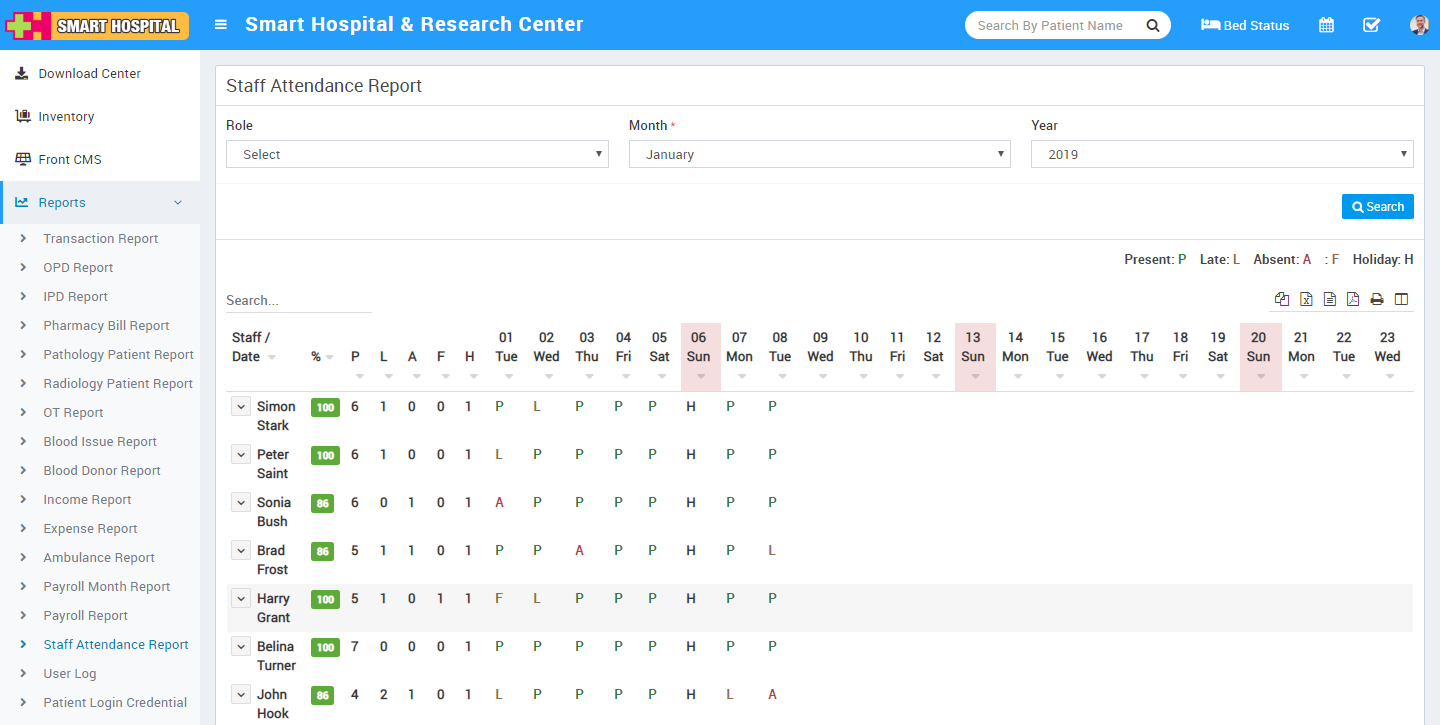 SMART HOSPITAL
Smart Hospital & Research Center
Search By Patient Name
Bed Status
Download Center
Inventory
Front CMS
Reports
Transaction Report
OPD Report
IPD Report
Pharmacy Bill Report
Pathology Patient Report
Radiology Patient Report
OT Report
Blood Issue Report
Blood Donor Report
Income Report
Expense Report
Ambulance Report
Payroll Month Report
Payroll Report
Staff Attendance Report
User Log
Patient Login Credential
Staff Attendance Report
Role Month * Year
Select January 2019
Search
Present: P Late: L Absent: A : F Holiday: H
Search...
Staff / 01 02 03 04 05 06 07 08 09 10 11 12 13 14 15 16 17 18 19 20 21 22 23
Date % P L A F H Tue Wed Thu Fri Sat Sun Mon Tue Wed Thu Fri Sat Sun Mon Tue Wed Thu Fri Sat Sun Mon Tue Wed
Simon 100 6 1 0 0 1 P L P P P H P P
Stark
Peter 100 6 1 0 0 1 L P P P P H P P
Saint
Sonia 86 6 0 1 0 1 A P P P P H P P
Bush
Brad 86 5 1 1 0 1 P P A P P H P L
Frost
Harry 100 5 1 0 1 1 F L P P P H P P
Grant
Belina 100 7 0 0 0 1 P P P P P H P P
Turner
John 86 4 2 1 0 1 L P P P P H L A
Hook